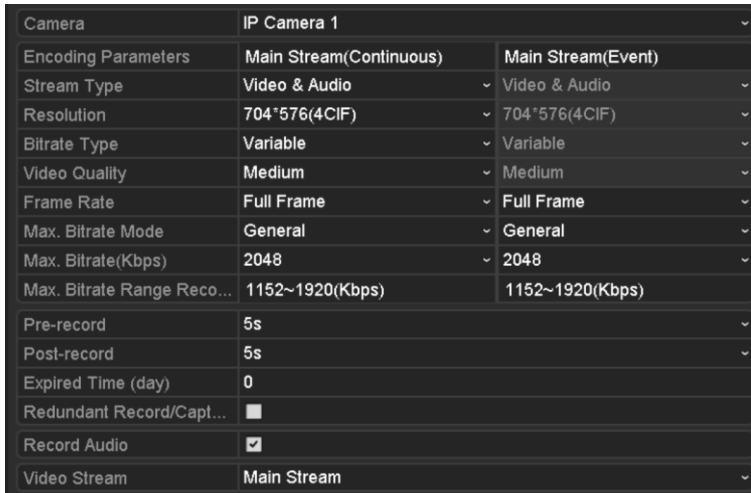 Camera IP Camera 1
Encoding Parameters Main Stream(Continuous) Main Stream(Event)
Stream Type Video & Audio Video & Audio
Resolution 704*576(4CIF) 704*576(4CIF)
Bitrate Type Variable Variable
Video Quality Medium Medium
Frame Rate Full Frame Full Frame
Max. Bitrate Mode General General
Max. Bitrate(Kbps) 2048 2048
Max. Bitrate Range Reco... 1152~1920(Kbps) 1152~1920(Kbps)
Pre-record 5s
Post-record 5s
Expired Time (day) 0
Redundant Record/Capt...
Record Audio
Video Stream Main Stream